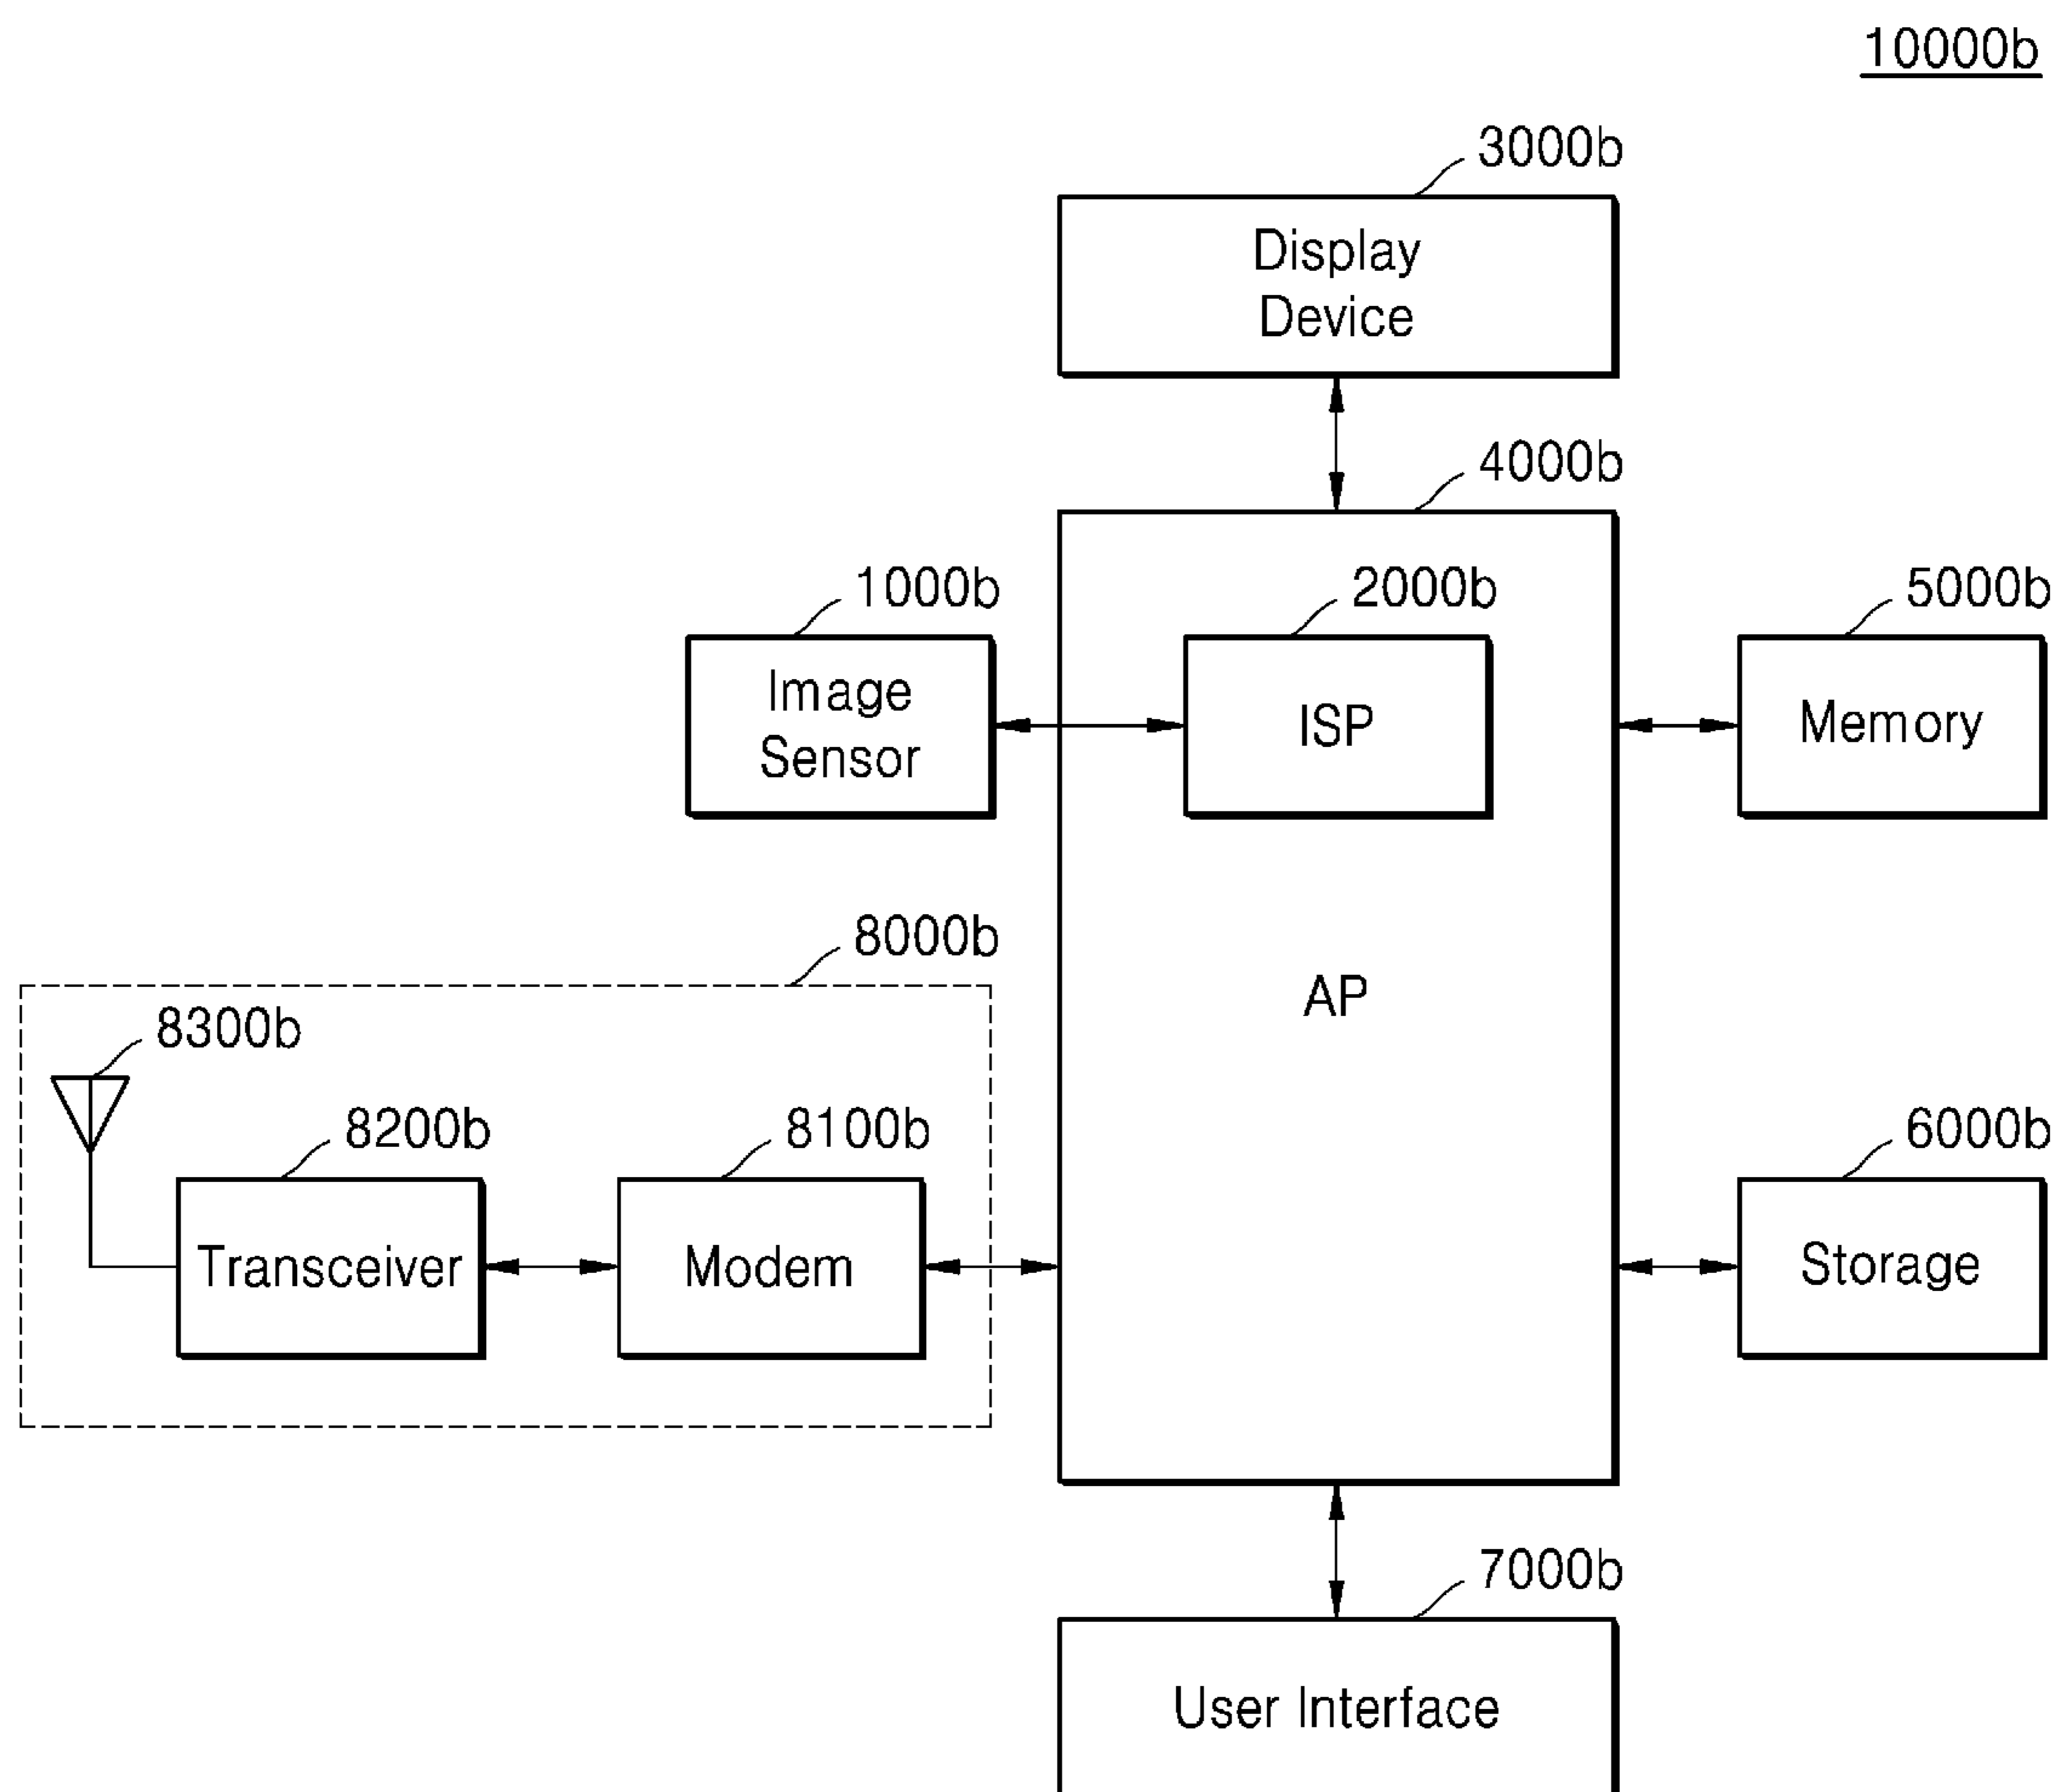 10000b
3000b
Display
Device
4000b
1000b
2000b
5000b
Image
Sensor
ISP
Memory
8000b
AP
8300b
8200b
8100b
6000b
Transceiver
Modem
Storage
7000b
User Interface